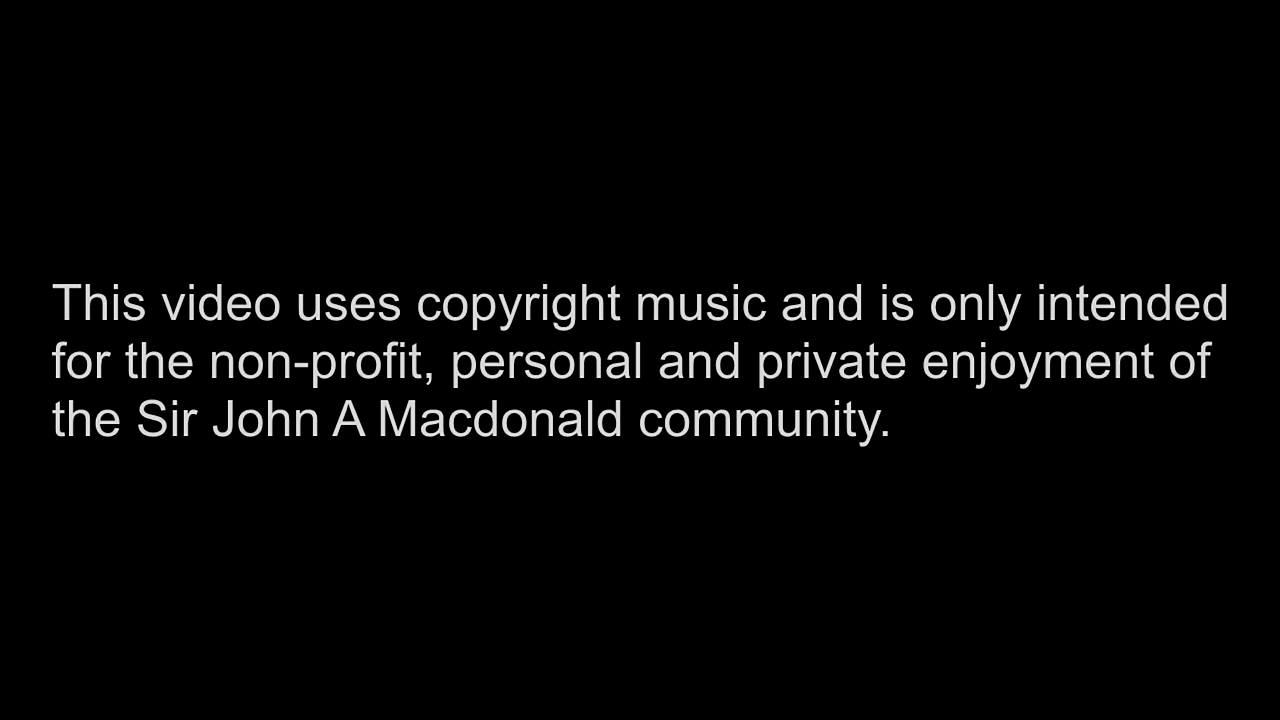 This video uses copyright music and is only intended
for the non-profit, personal and private enjoyment of
the Sir John A Macdonald community.